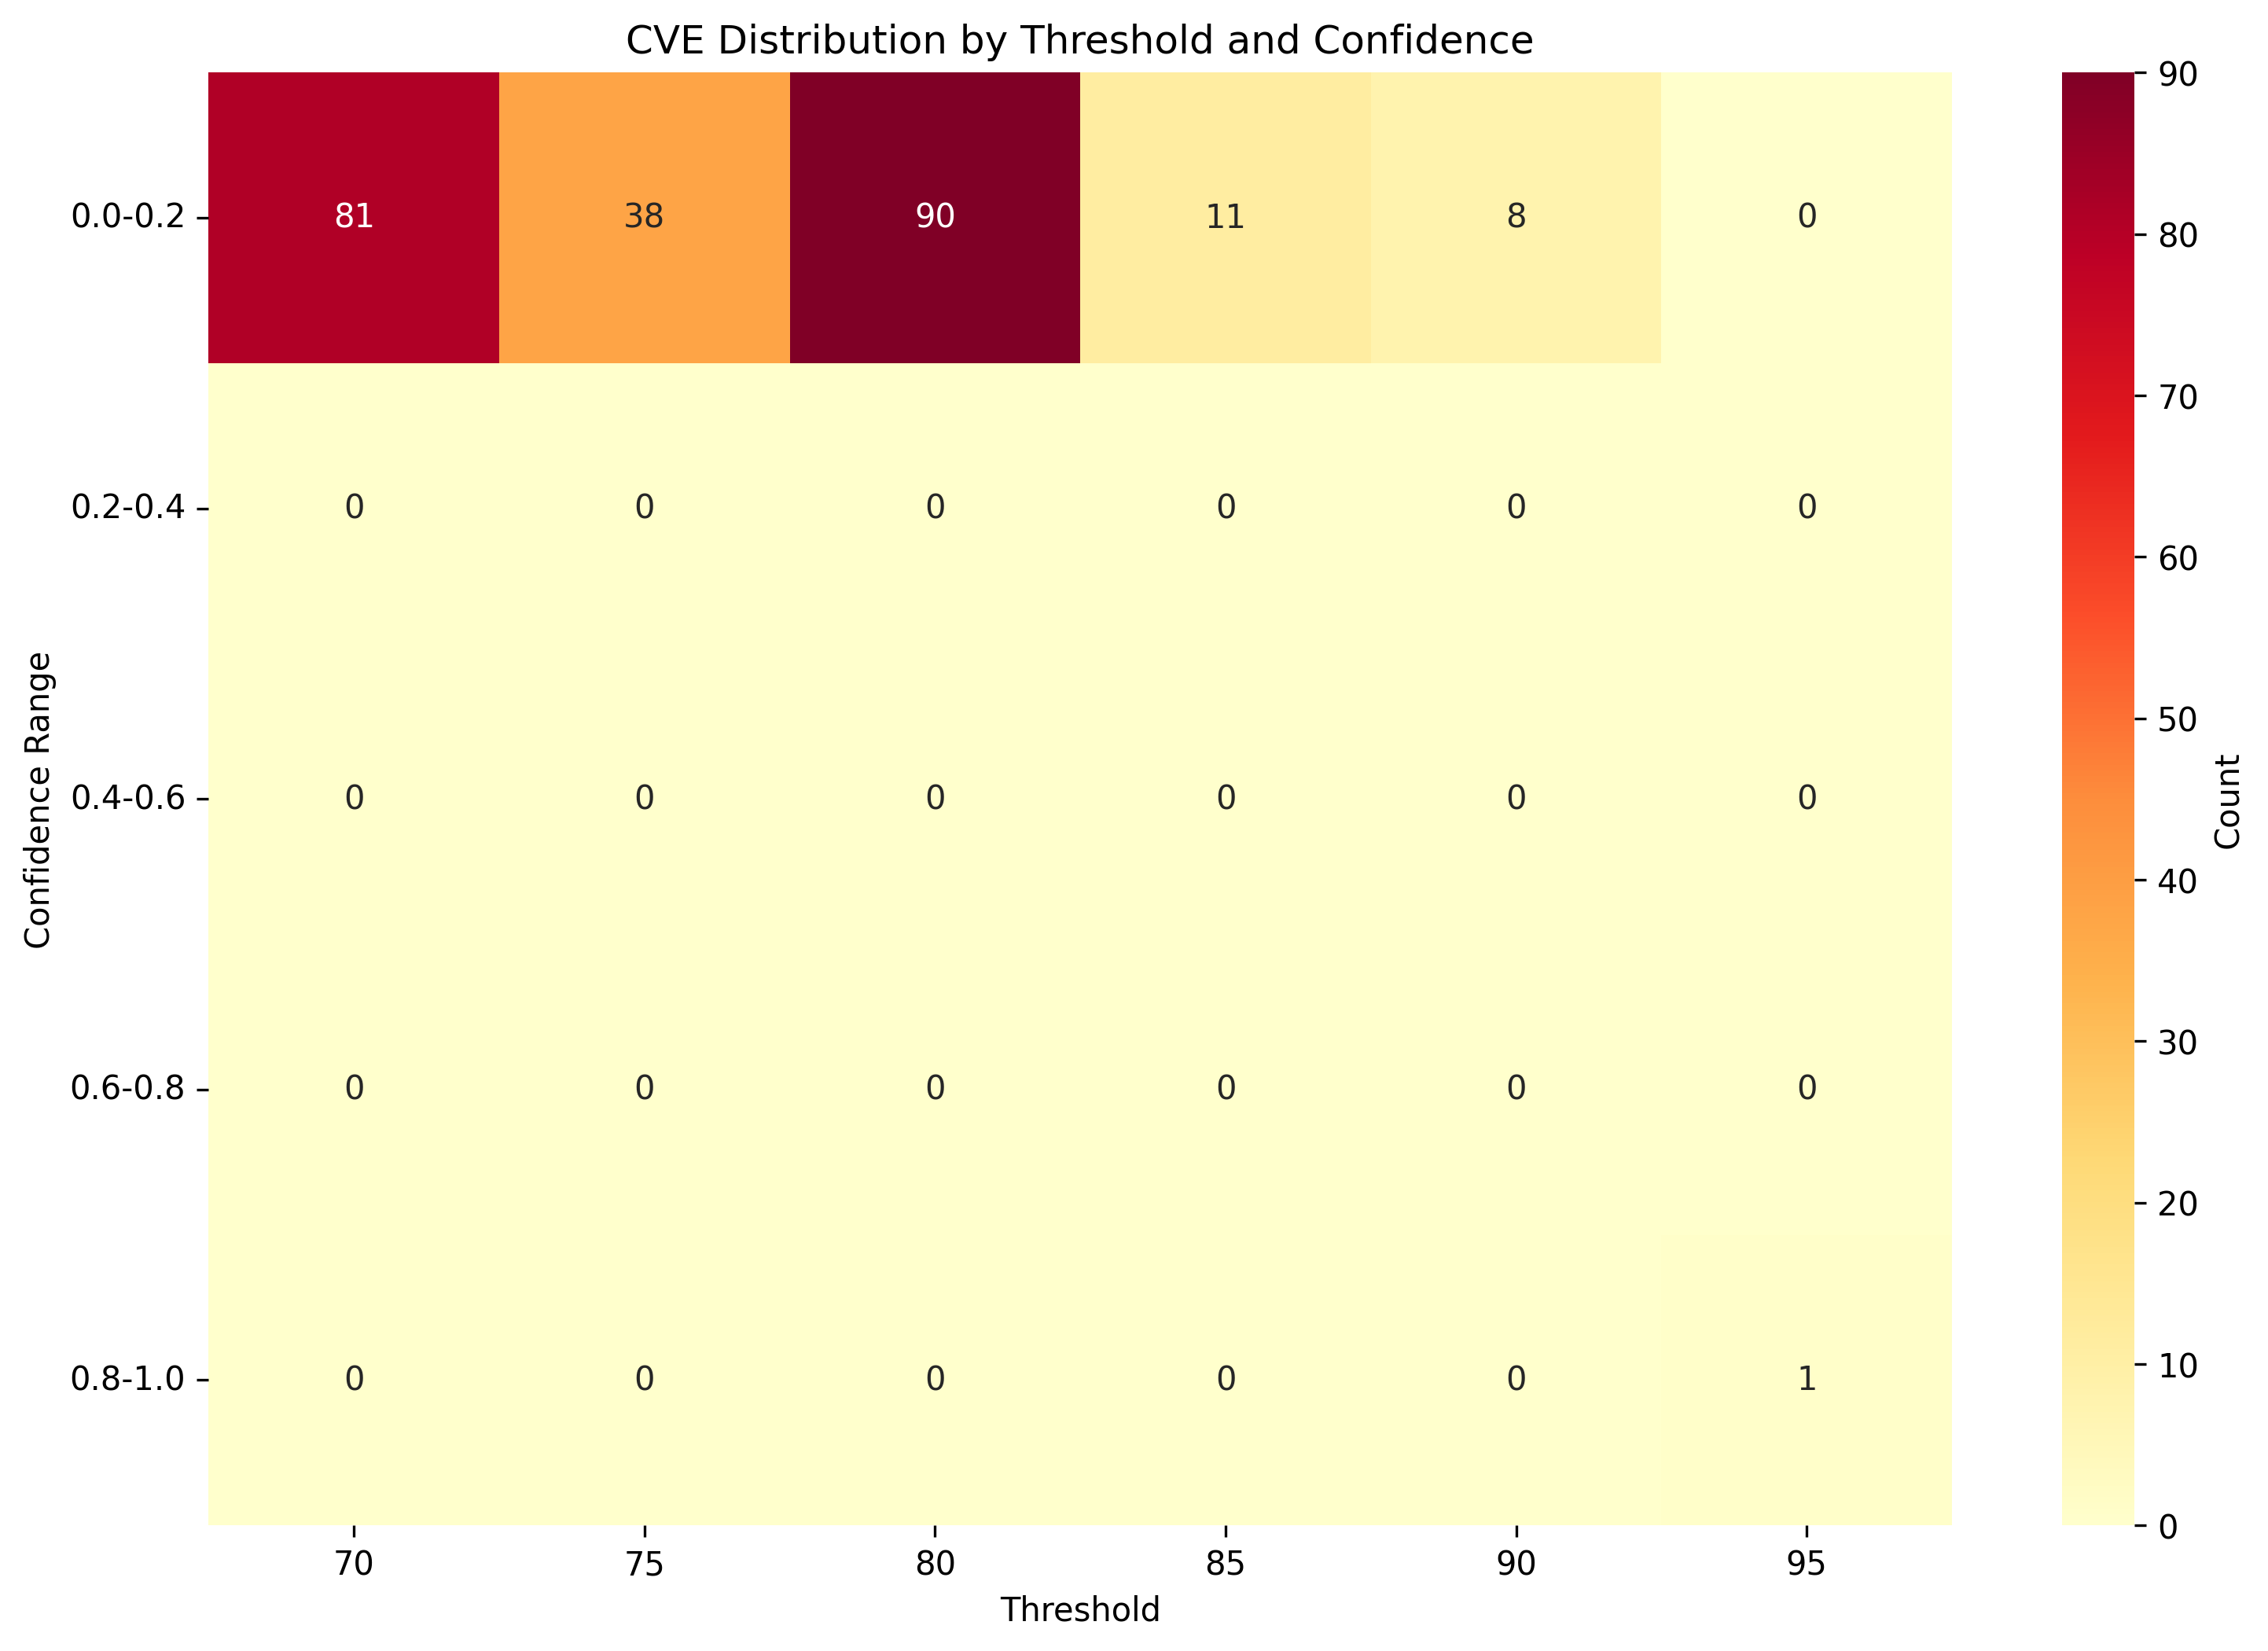 CVE Distribution by Threshold and Confidence
0.0-0.2 81 38 90 11 8 0
0.2-0.4 0 0 0 0 0 0
0.4-0.6 0 0 0 0 0 0
0.6-0.8 0 0 0 0 0 0
0.8-1.0 0 0 0 0 0 1
70 75 80 85 90 95
Threshold
Confidence Range
90
80
70
60
50
40
30
20
10
0
Count